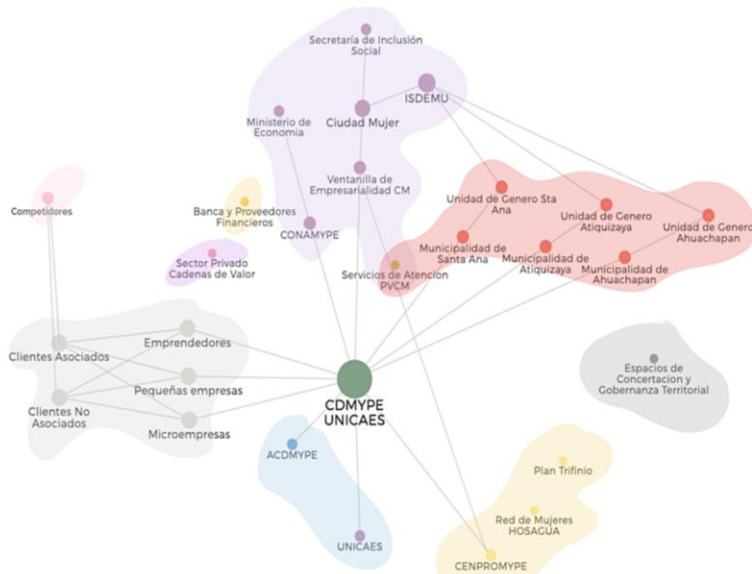 Secretaría de Inclusión
Social
ISDEMU
Ministerio de
Economia
Ciudad Mujer
Ventanilla de
Empresarialidad CM
Unidad de Genero Sta
Ana
Competidores
Banca y Proveedores
Financieros
Unidad de Genero
Atiquizaya
Unidad de Genero
Ahuachapan
CONAMYPE
Municipalidad de
Santa Ana
Sector Privado
Cadenas de Valor
Servicios de Atencion
PVCM
Municipalidad de
Atiquizaya
Municipalidad de
Ahuachapan
Clientes Asociados
Emprendedores
Espacios de
Concertacion y
Gobernanza Territorial
Pequeñas empresas
Clientes No
Asociados
CDMYPE
UNICAES
Microempresas
ACDMYPE
Plan Trifinio
Red de Mujeres
HOSAGUA
UNICAES
CENPROMYPE